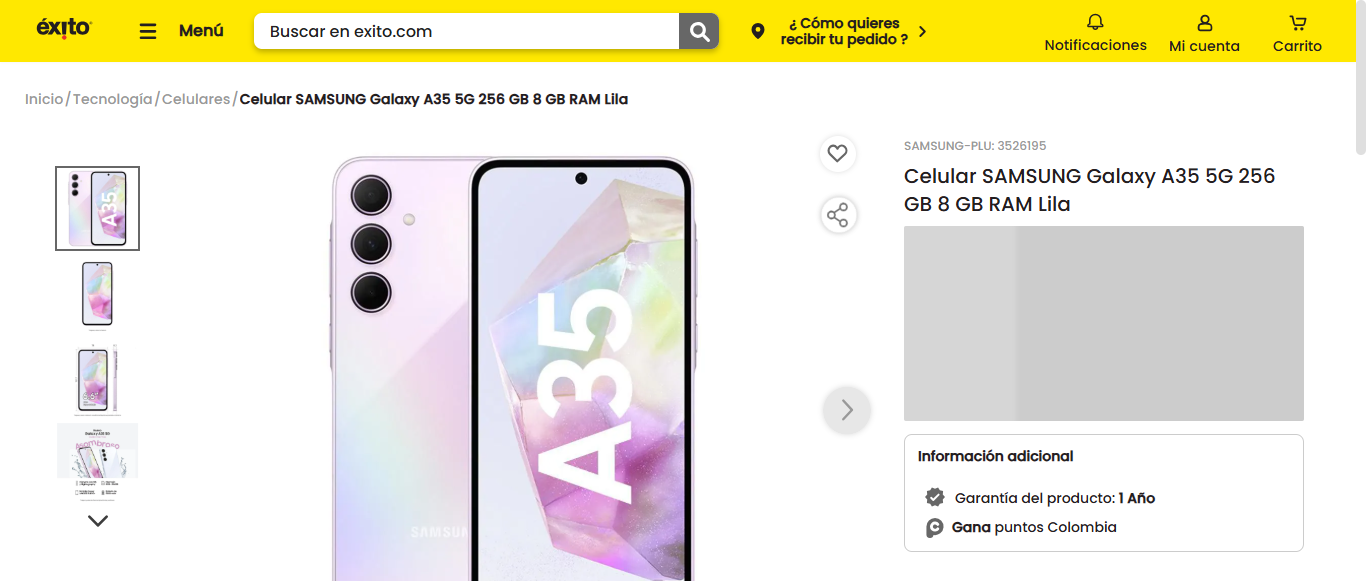 éxito
Menú
Buscar en exito.com
¿ Cómo quieres
recibir tu pedido ?
Notificaciones
Mi cuenta
Carrito
Inicio/Tecnología/Celulares/Celular SAMSUNG Galaxy A35 5G 256 GB 8 GB RAM Lila
A35
A35
SAMSUNG
SAMSUNG-PLU: 3526195
Celular SAMSUNG Galaxy A35 5G 256
GB 8 GB RAM Lila
Información adicional
Garantía del producto: 1 Año
Gana puntos Colombia